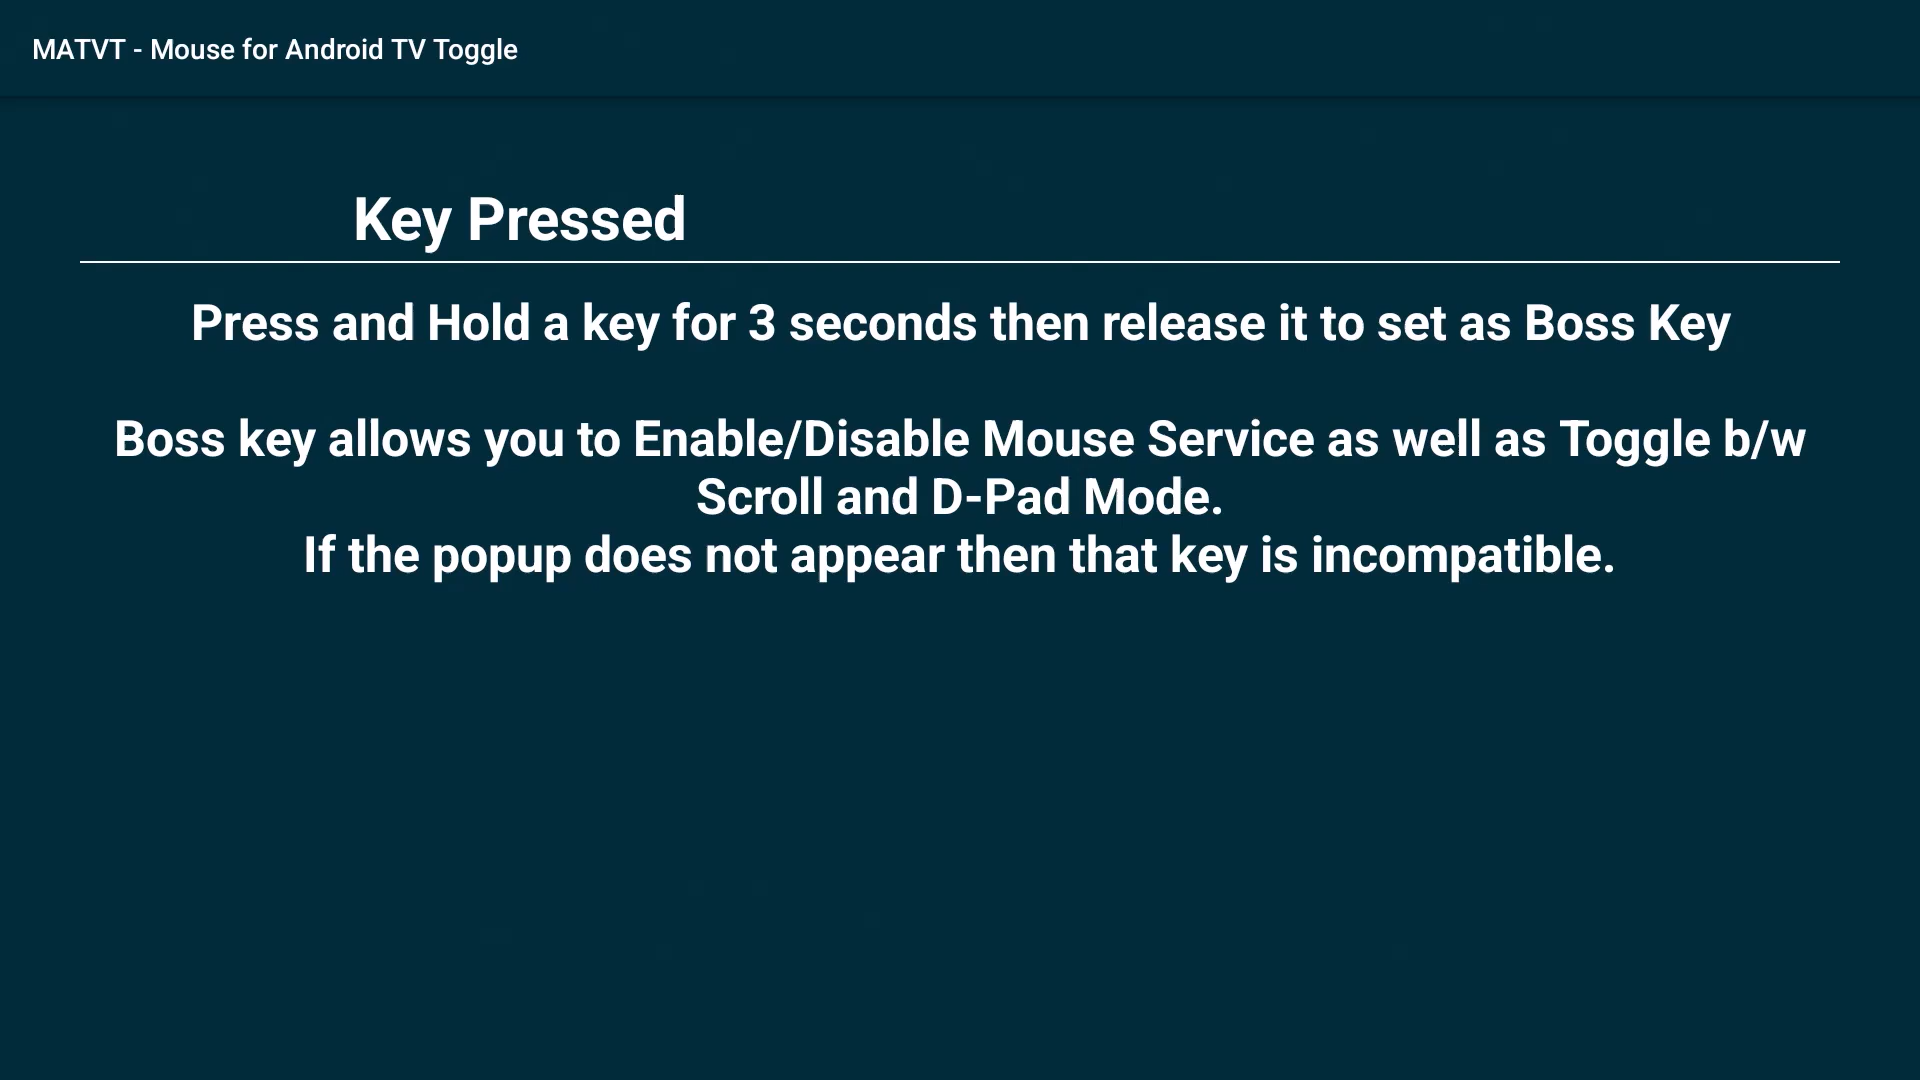 MATVT - Mouse for Android TV Toggle
Key Pressed
Press and Hold a key for 3 seconds then release it to set as Boss Key
Boss key allows you to Enable/Disable Mouse Service as well as Toggle b/w
Scroll and D-Pad Mode.
If the popup does not appear then that key is incompatible.